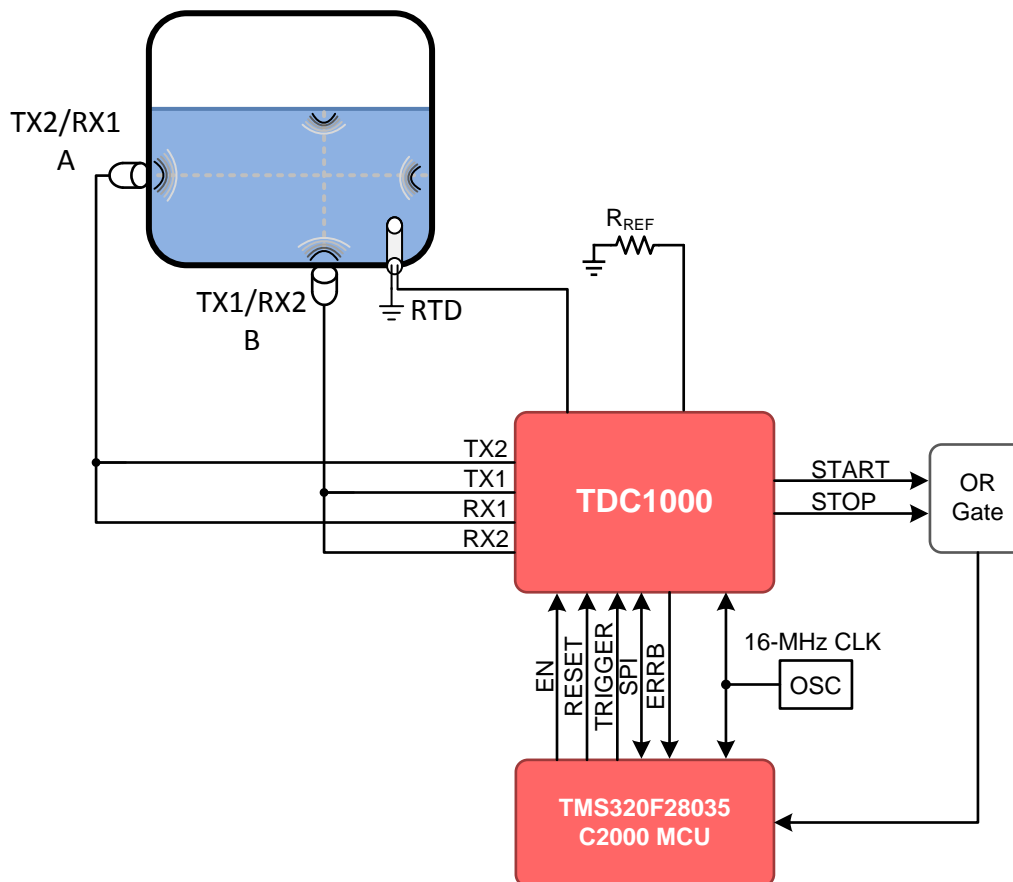 TX2/RX1
A
TX1/RX2
B
RTD
RREF
TX2
TX1
RX1
RX2
TDC1000
START
STOP
OR
Gate
EN
RESET
TRIGGER
SPI
ERRB
16-MHz CLK
OSC
TMS320F28035
C2000 MCU